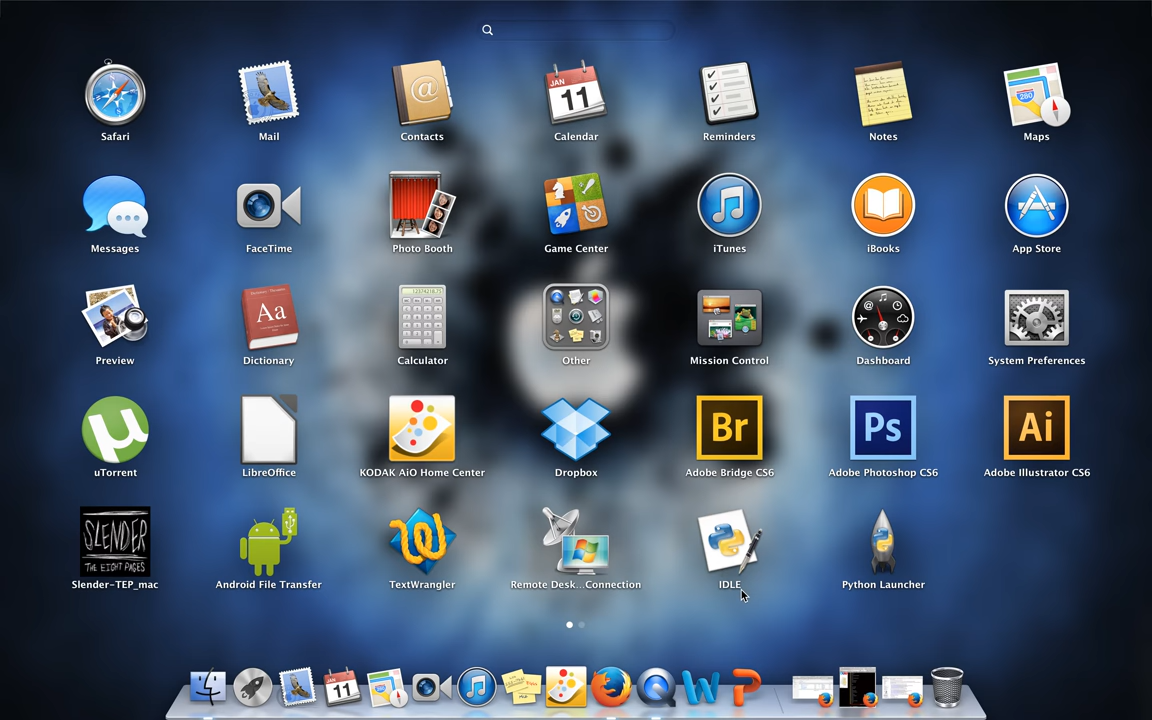 Safari
Mail
Contacts
JAN
11
Calendar
Reminders
Notes
280
Maps
Messages
FaceTime
Photo Booth
Game Center
iTunes
iBooks
App Store
Preview
Aa
Dictionary
Calculator
Other
Mission Control
Dashboard
System Preferences
uTorrent
LibreOffice
KODAK AiO Home Center
Dropbox
Br
Adobe Bridge CS6
Ps
Adobe Photoshop CS6
Ai
Adobe Illustrator CS6
SLENDER
THE EIGHT PAGES
Slender-TEP_mac
Android File Transfer
TextWrangler
Remote Desk...Connection
IDLE
Python Launcher
JAN
11